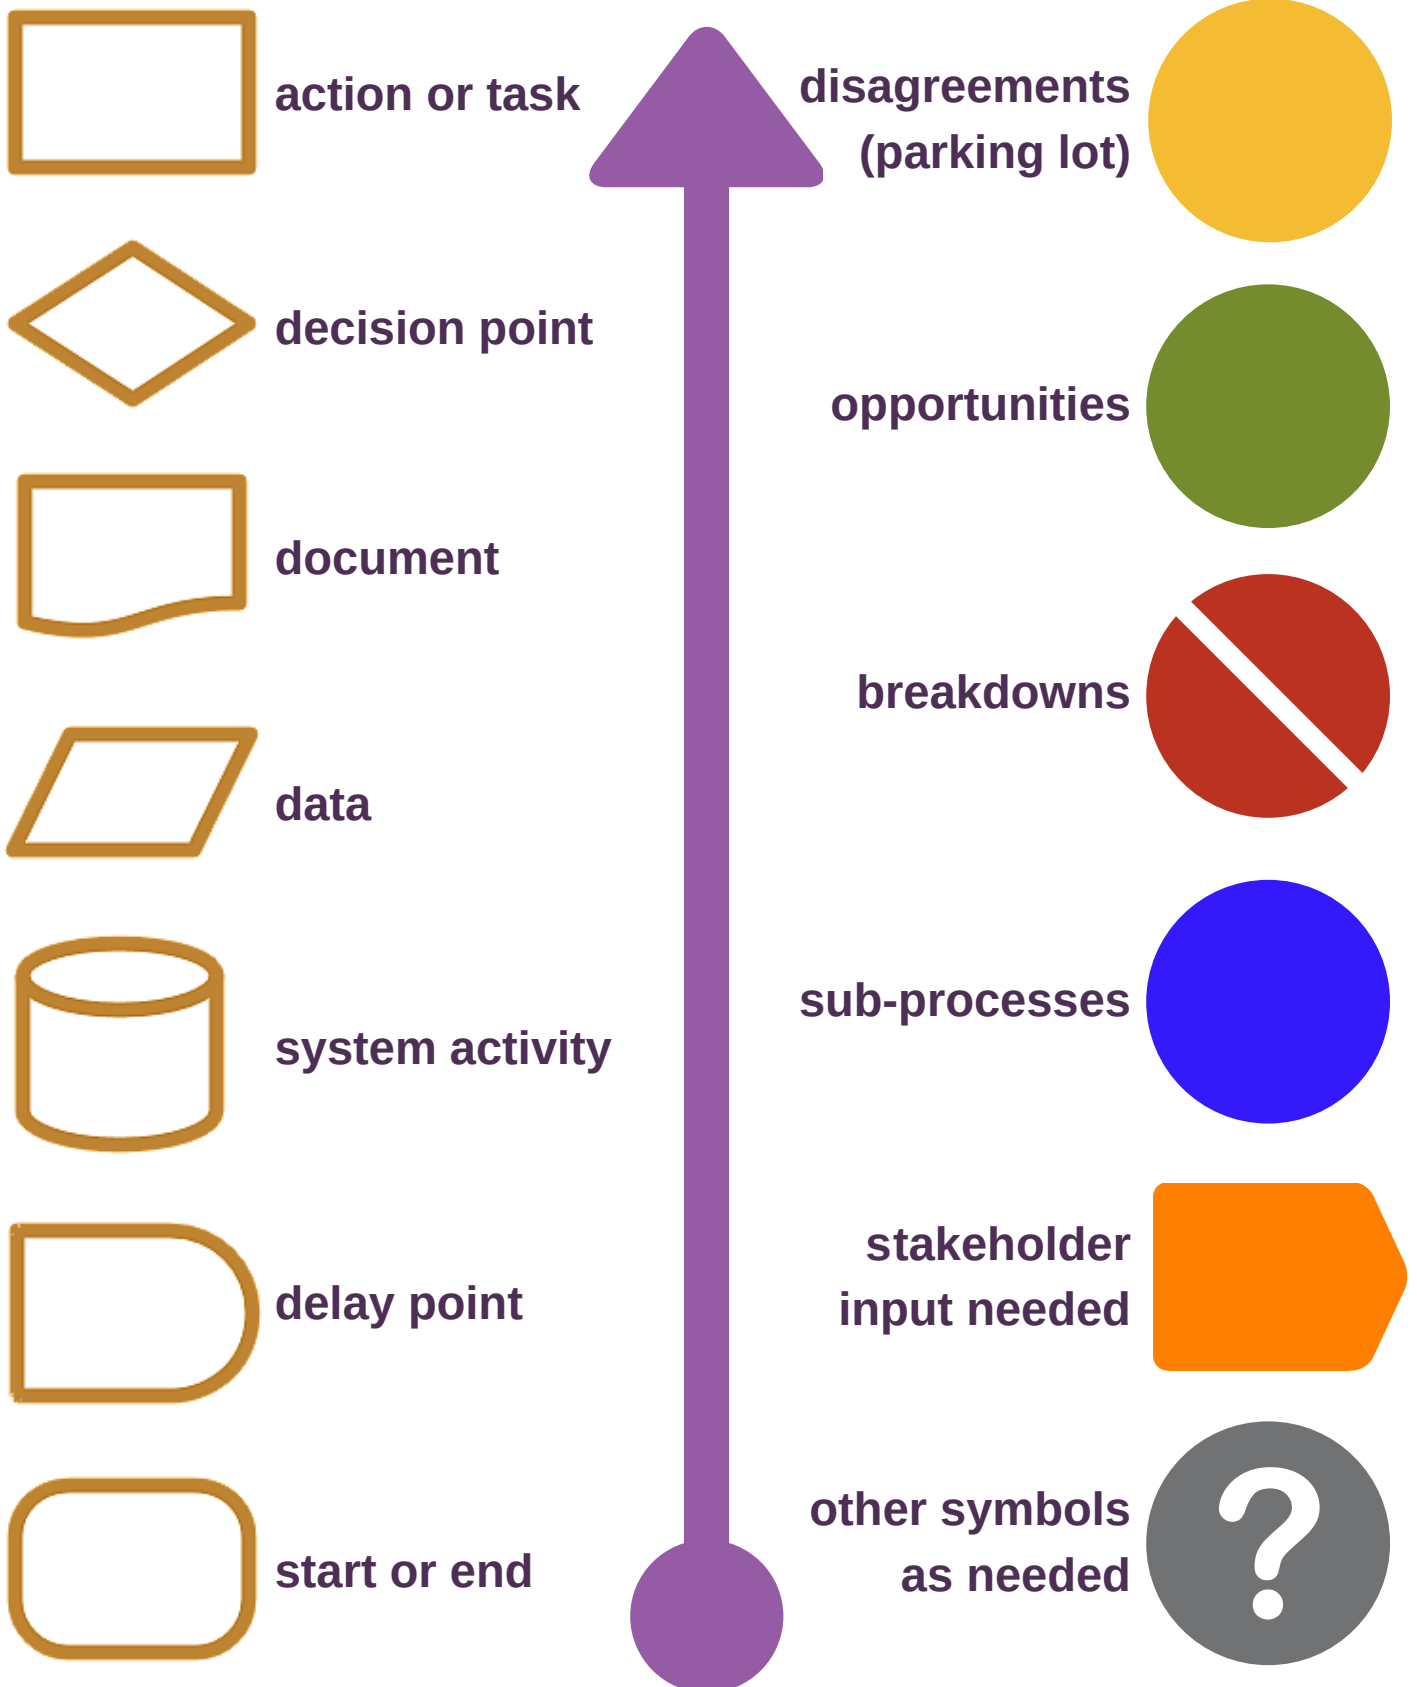 action or task
decision point
document
data
system activity
delay point
start or end
disagreements
(parking lot)
opportunities
breakdowns
sub-processes
stakeholder
input needed
?
other symbols
as needed